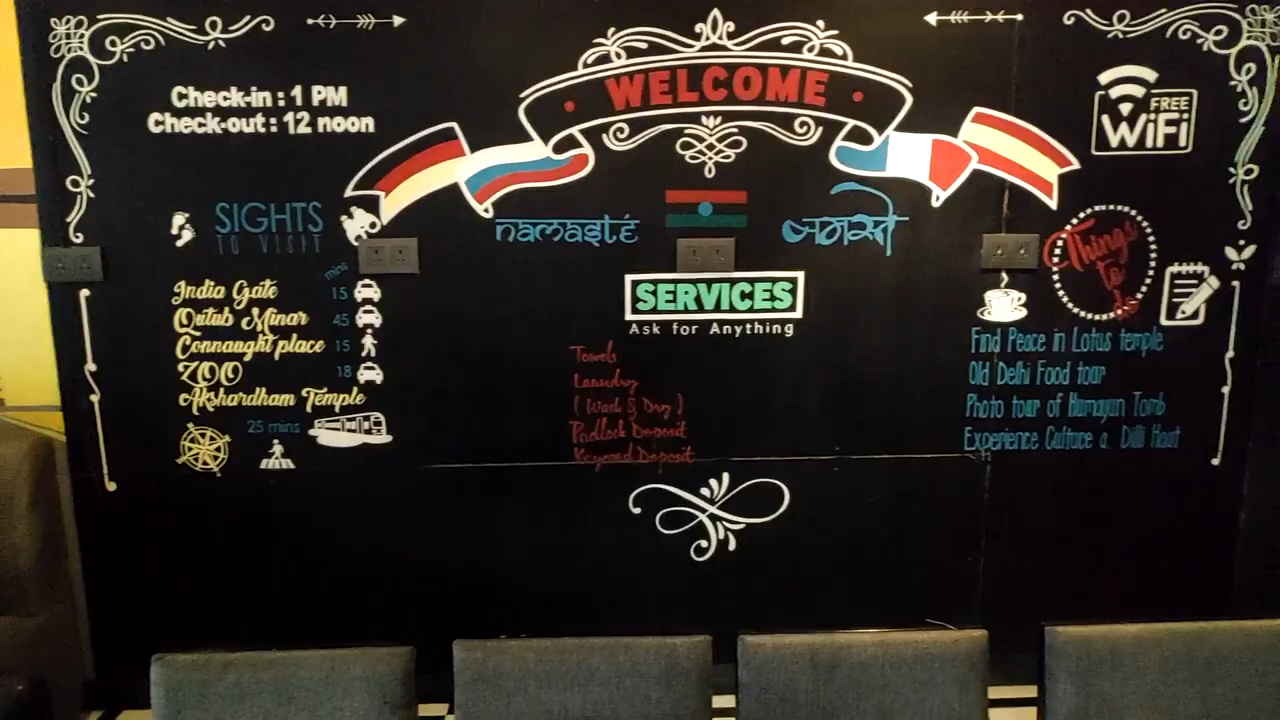 WELCOME
Check-in : 1 PM
Check-out : 12 noon
FREE
WiFi
SIGHTS
TO VISIT
mins
India Gate 15
Qutub Minar 45
Connaught place 15
ZOO 18
Akshardham Temple
25 mins
namasté
नमस्ते
SERVICES
Ask for Anything
Towels
Laundry
( Wash & Dry )
Padlock Deposit
Keycard Deposit
Things
to
do
Find Peace in Lotus temple
Old Delhi Food tour
Photo tour of Humayun Tomb
Experience Culture a. Dilli Haat